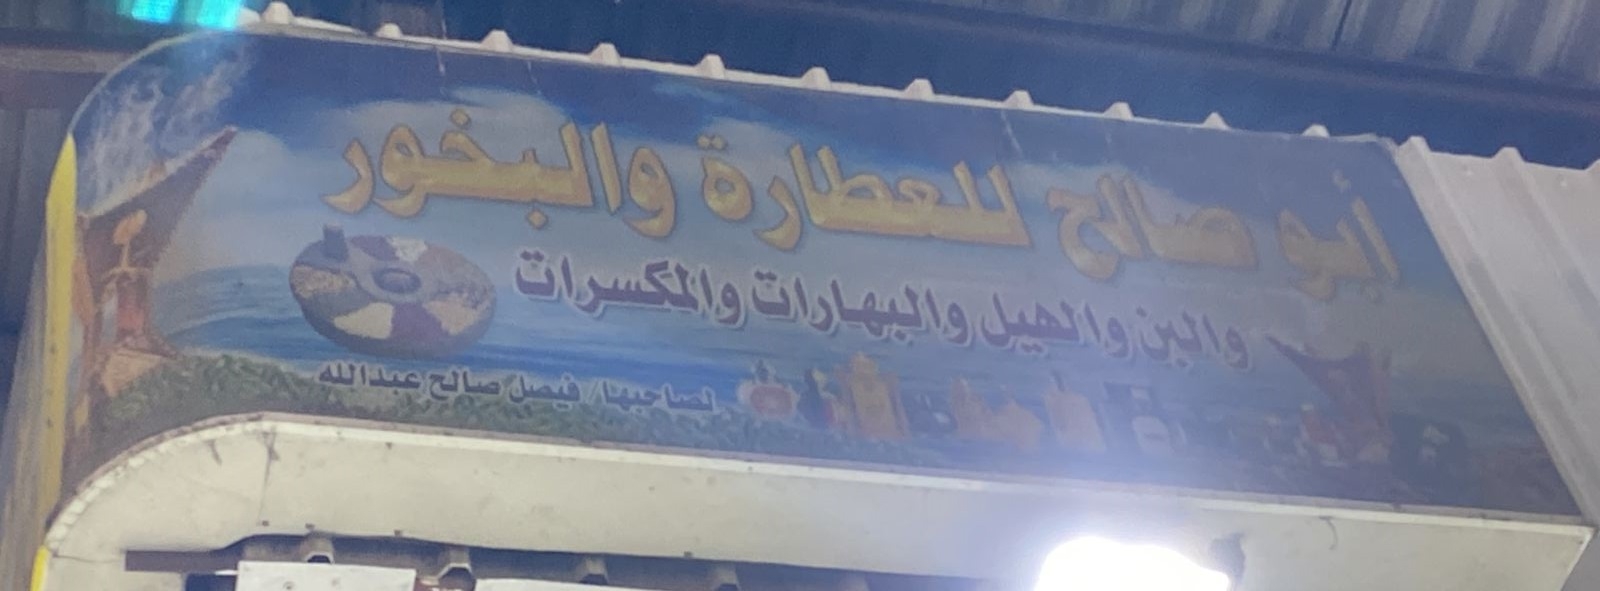 أبو صالح للعطارة والبخور
والبن والهيل والبهارات والمكسرات
لصاحبها/ فيصل صالح عبدالله